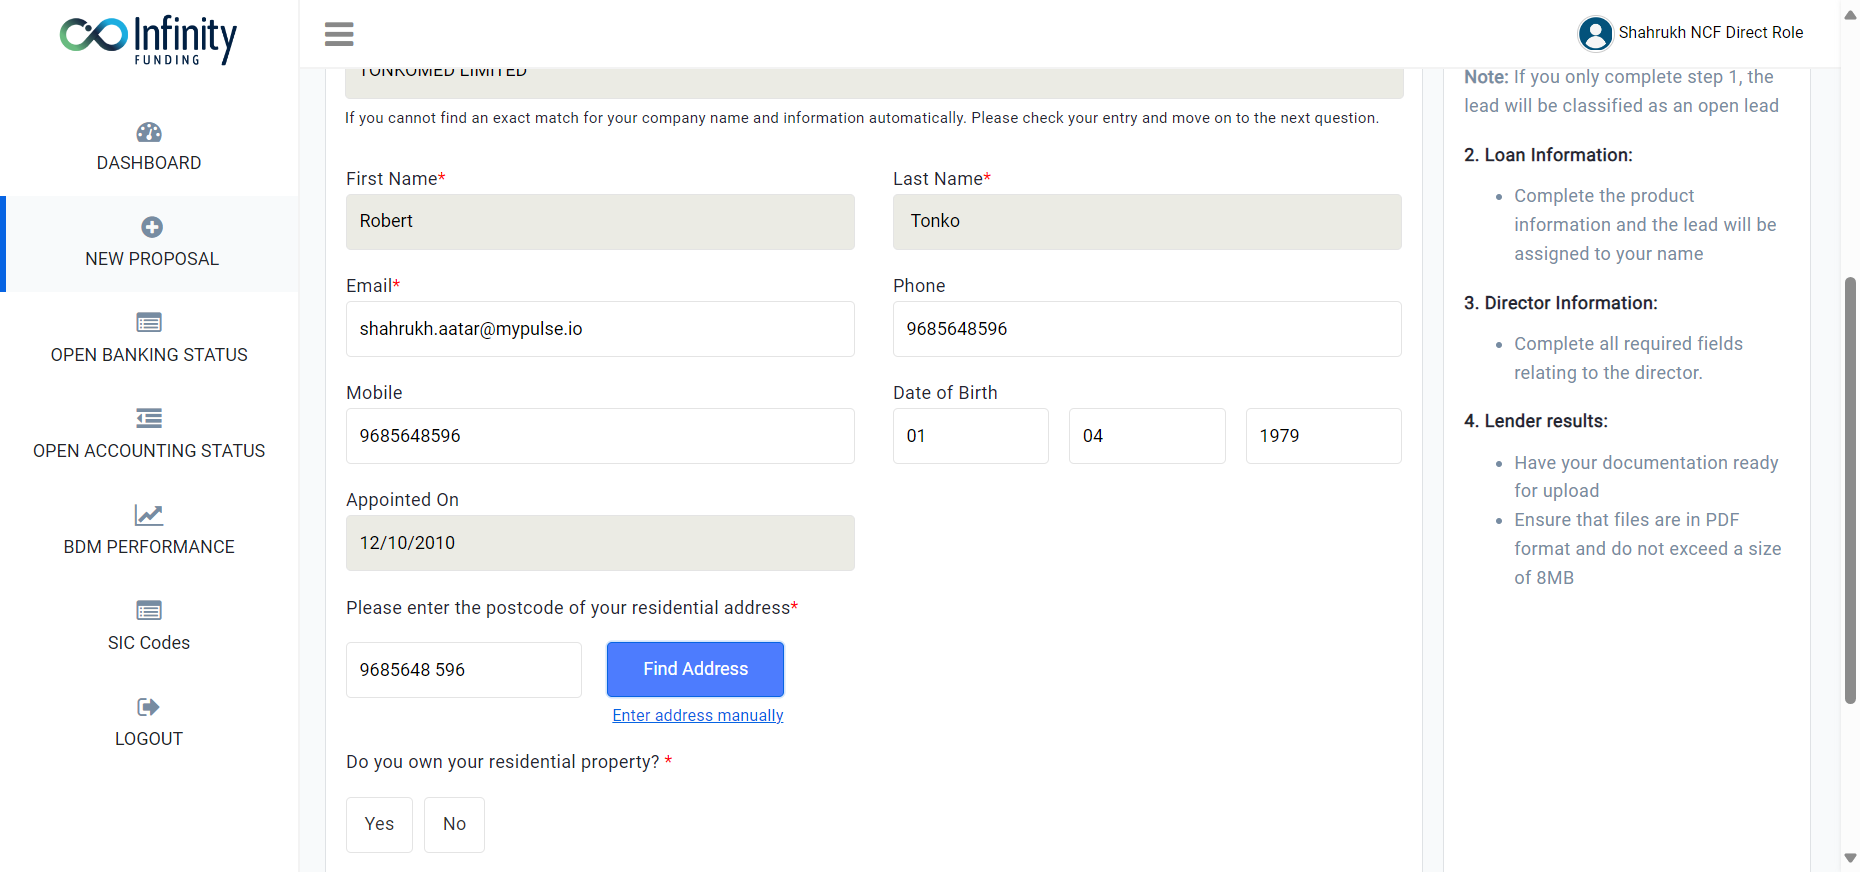 Infinity
FUNDING
DASHBOARD
NEW PROPOSAL
OPEN BANKING STATUS
OPEN ACCOUNTING STATUS
BDM PERFORMANCE
SIC Codes
LOGOUT
Shahrukh NCF Direct Role
TONKOMED LIMITED
If you cannot find an exact match for your company name and information automatically. Please check your entry and move on to the next question.
First Name*
Last Name*
Robert
Tonko
Email*
Phone
shahrukh.aatar@mypulse.io
9685648596
Mobile
Date of Birth
9685648596
01
04
1979
Appointed On
12/10/2010
Please enter the postcode of your residential address*
9685648 596
Find Address
Enter address manually
Do you own your residential property? *
Yes
No
Note: If you only complete step 1, the
lead will be classified as an open lead
2. Loan Information:
• Complete the product
information and the lead will be
assigned to your name
3. Director Information:
• Complete all required fields
relating to the director.
4. Lender results:
• Have your documentation ready
for upload
• Ensure that files are in PDF
format and do not exceed a size
of 8MB